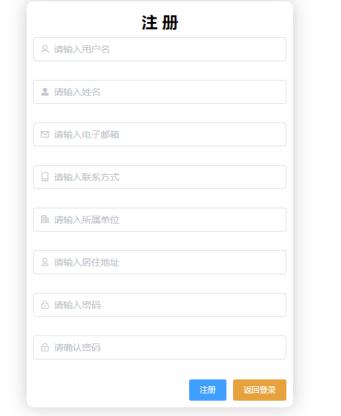 注 册
请输入用户名
请输入姓名
请输入电子邮箱
请输入联系方式
请输入所属单位
请输入居住地址
请输入密码
请确认密码
注册 返回登录